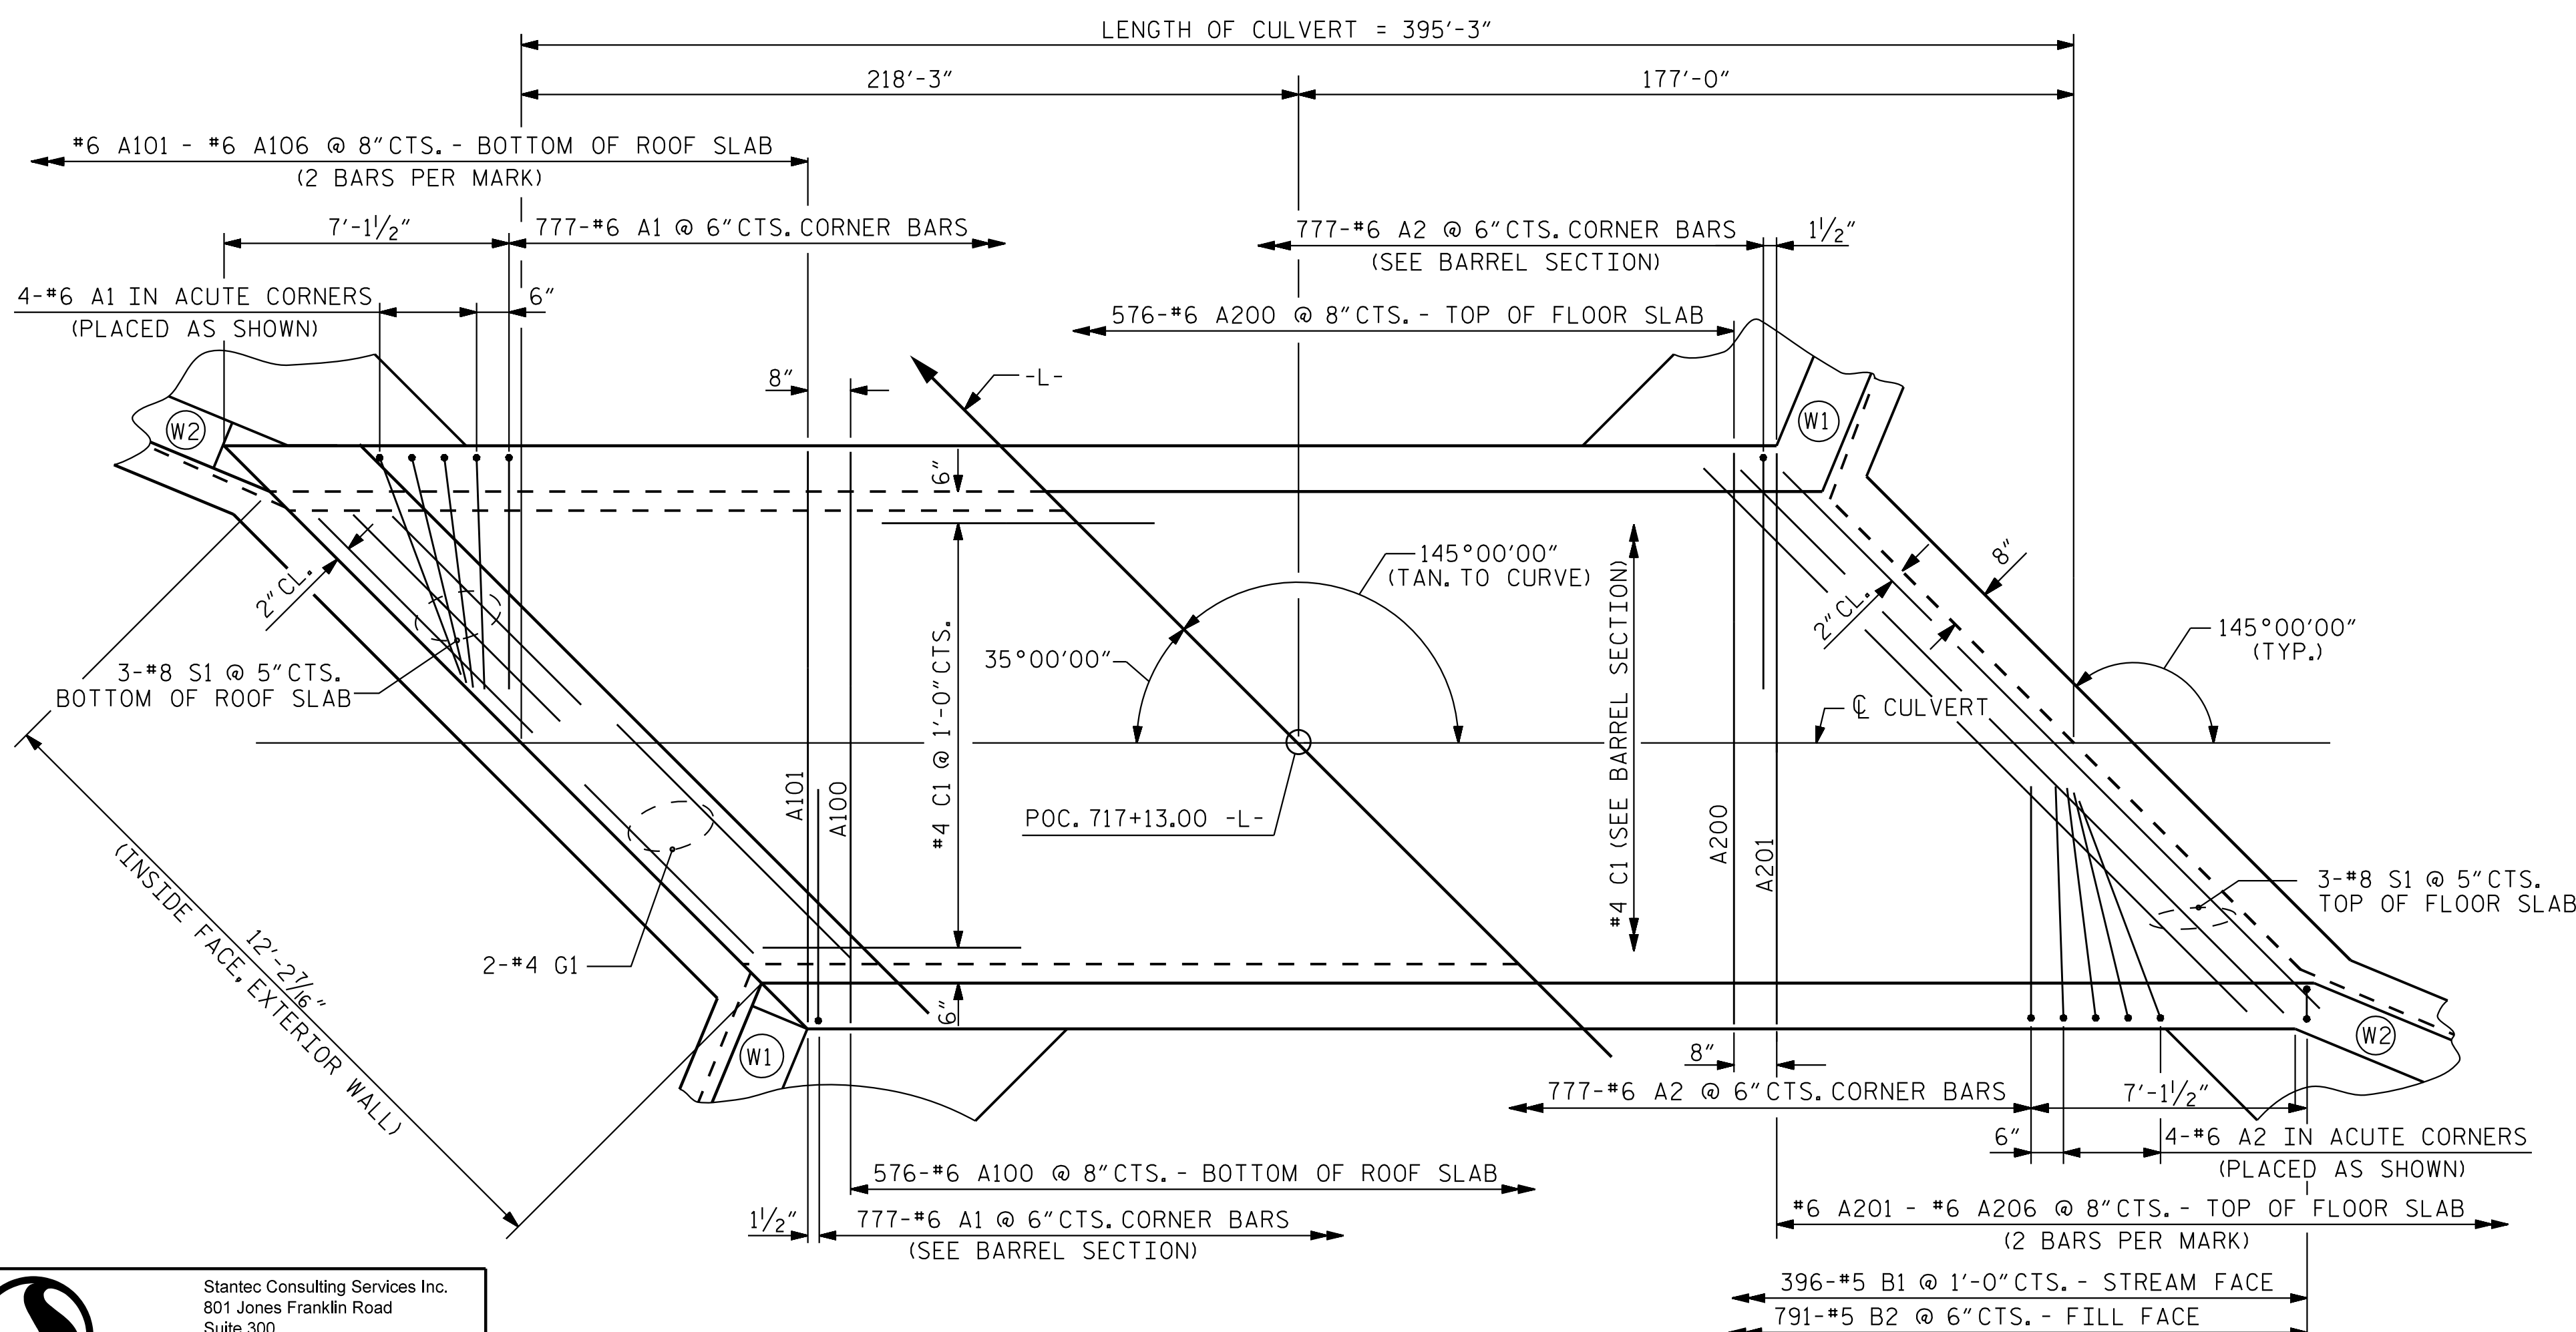 LENGTH OF CULVERT = 395'-3"
218'-3"
177'-0"
#6 A101 - #6 A106 @ 8" CTS. - BOTTOM OF ROOF SLAB
(2 BARS PER MARK)
7'-1 1/2"
777-#6 A1 @ 6" CTS. CORNER BARS
777-#6 A2 @ 6" CTS. CORNER BARS
(SEE BARREL SECTION)
1 1/2"
4-#6 A1 IN ACUTE CORNERS
(PLACED AS SHOWN)
6"
576-#6 A200 @ 8" CTS. - TOP OF FLOOR SLAB
8"
-L-
W2
W1
6"
2" CL.
3-#8 S1 @ 5" CTS.
BOTTOM OF ROOF SLAB
35°00'00"
145°00'00"
(TAN. TO CURVE)
#4 C1 @ 1'-0" CTS.
#4 C1 (SEE BARREL SECTION)
2" CL.
8"
145°00'00"
(TYP.)
℄ CULVERT
A101
A100
POC. 717+13.00 -L-
A200
A201
12'-2 7/16"
(INSIDE FACE, EXTERIOR WALL)
2-#4 G1
3-#8 S1 @ 5" CTS.
TOP OF FLOOR SLAB
6"
W1
W2
8"
777-#6 A2 @ 6" CTS. CORNER BARS
7'-1 1/2"
6"
4-#6 A2 IN ACUTE CORNERS
(PLACED AS SHOWN)
576-#6 A100 @ 8" CTS. - BOTTOM OF ROOF SLAB
1 1/2"
777-#6 A1 @ 6" CTS. CORNER BARS
(SEE BARREL SECTION)
#6 A201 - #6 A206 @ 8" CTS. - TOP OF FLOOR SLAB
(2 BARS PER MARK)
396-#5 B1 @ 1'-0" CTS. - STREAM FACE
791-#5 B2 @ 6" CTS. - FILL FACE
Stantec Consulting Services Inc.
801 Jones Franklin Road
Suite 300